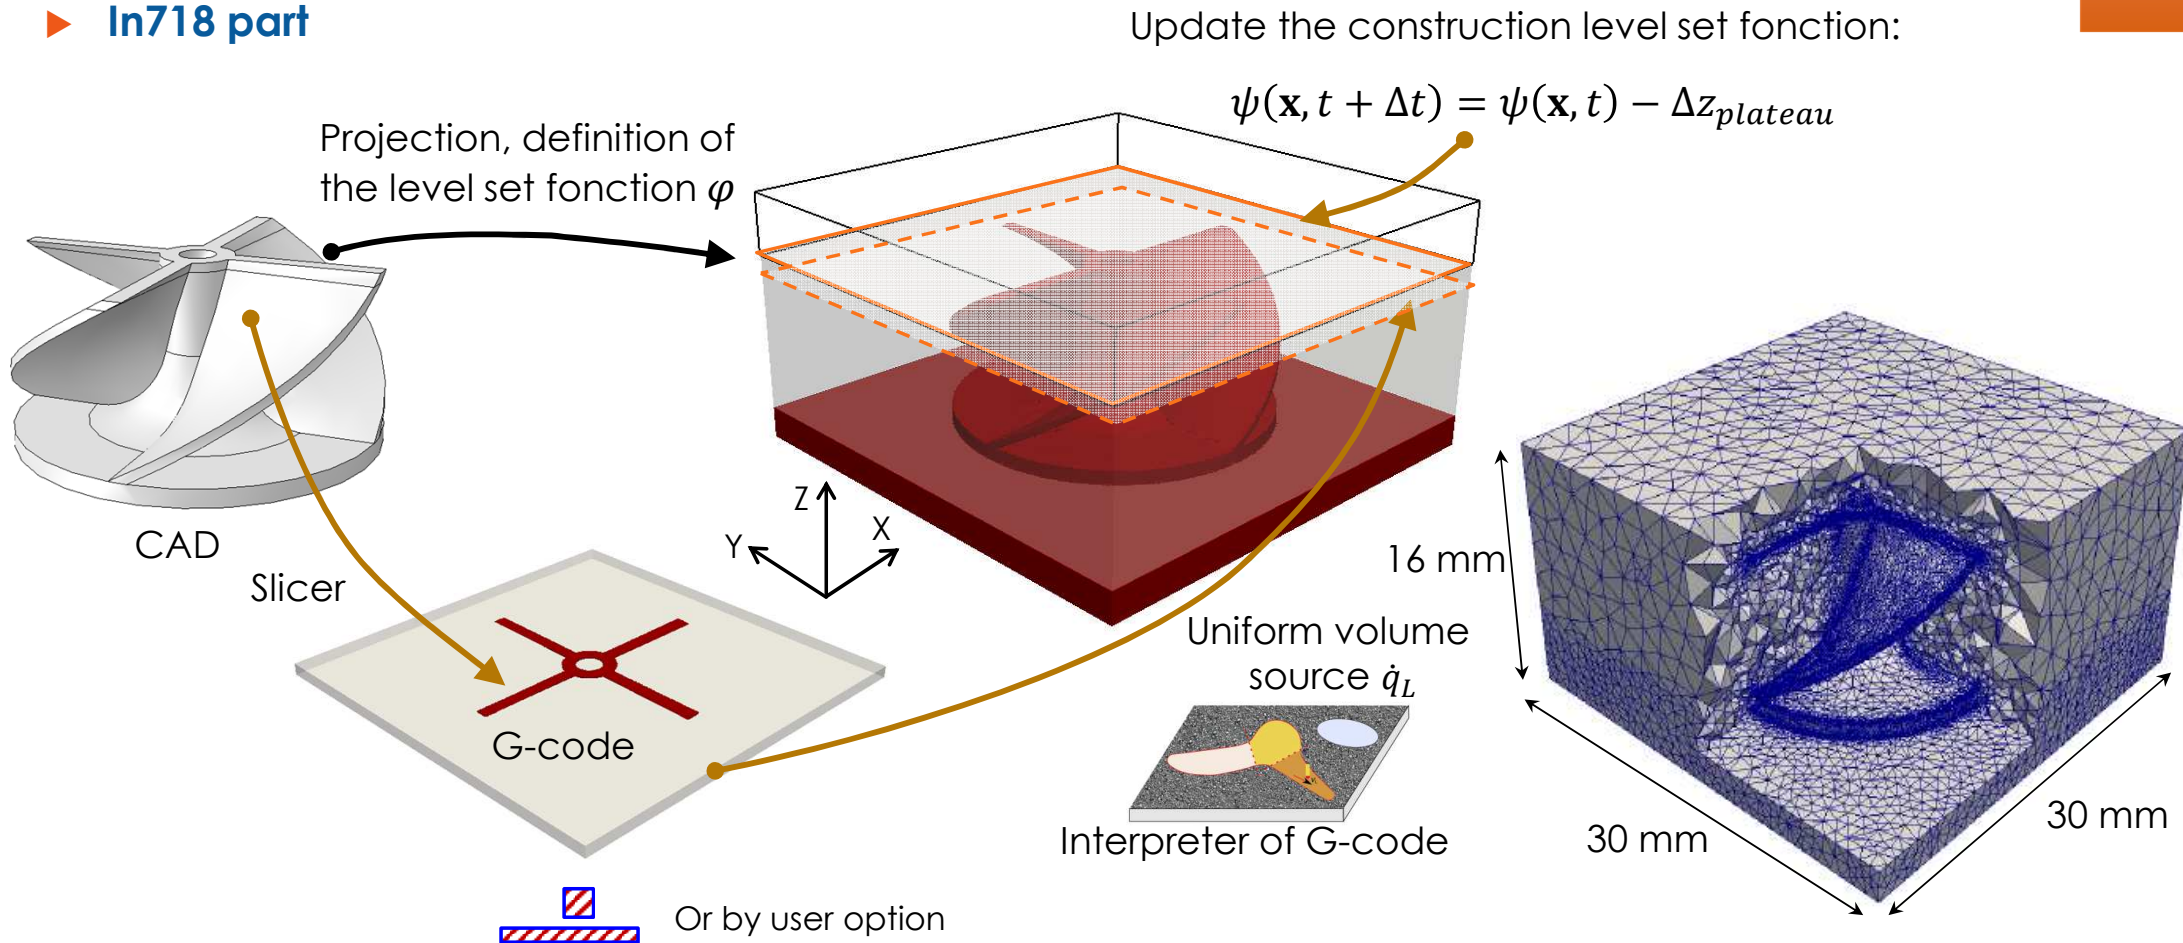 In718 part
Update the construction level set fonction:
ψ(x, t + Δt) = ψ(x, t) − Δz_plateau
Projection, definition of
the level set fonction φ
CAD
Slicer
G-code
Z
Y
X
Uniform volume
source q̇_L
Interpreter of G-code
16 mm
30 mm
30 mm
Or by user option